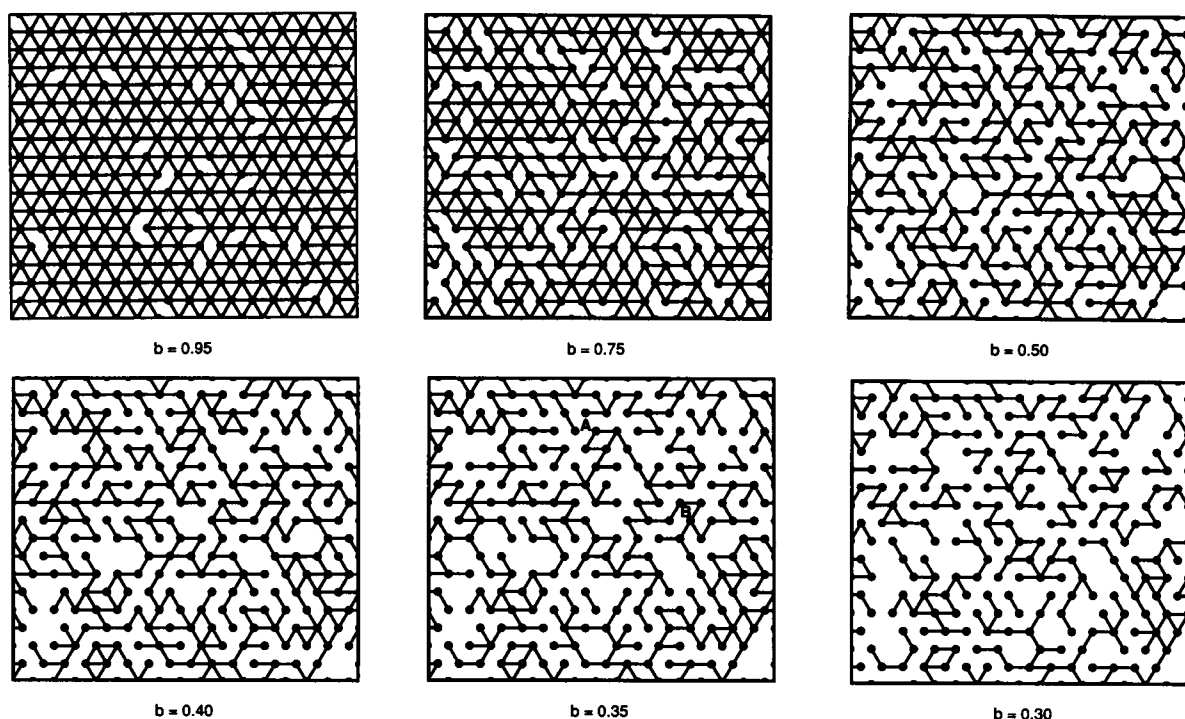 b = 0.95
b = 0.75
b = 0.50
A
B
b = 0.40
b = 0.35
b = 0.30